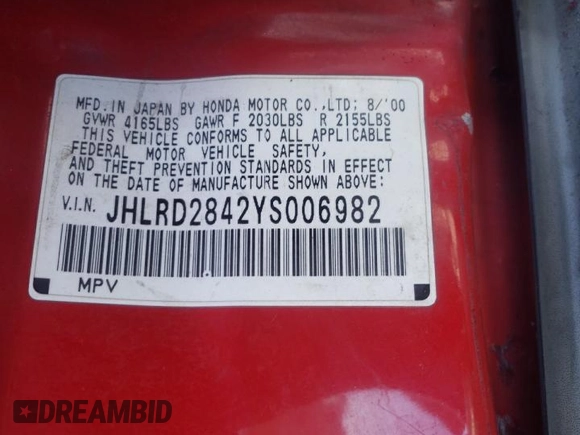 MFD.IN JAPAN BY HONDA MOTOR CO.,LTD: 8/'00
GVWR 4165LBS GAWR F 2030LBS R 2155LBS
THIS VEHICLE CONFORMS TO ALL APPLICABLE
FEDERAL MOTOR VEHICLE SAFETY,
AND THEFT PREVENTION STANDARDS IN EFFECT
ON THE DATE OF MANUFACTURE SHOWN ABOVE:
V.I.N. JHLRD2842YS006982
MPV
DREAMBID